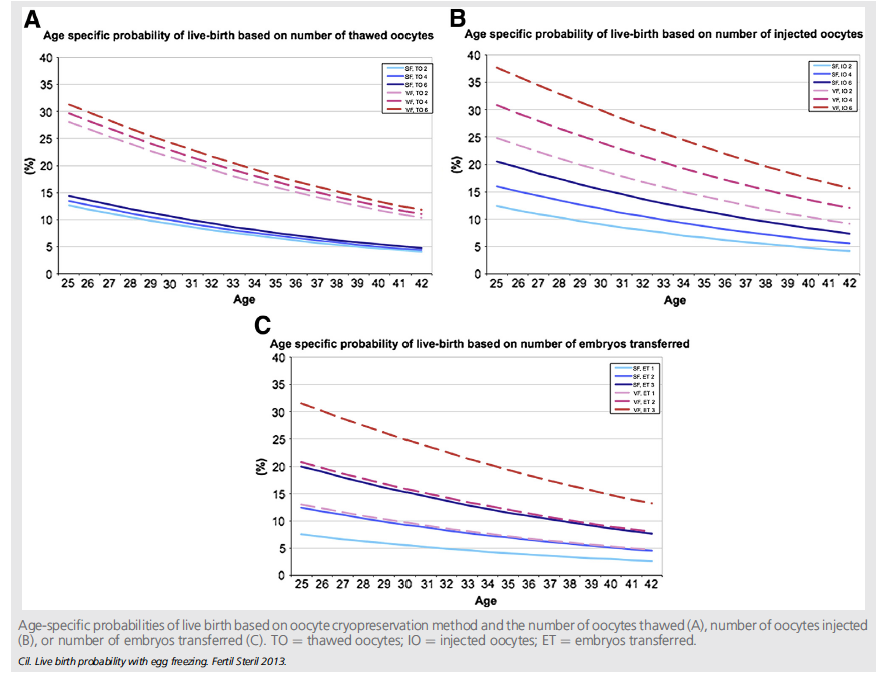 A
Age specific probability of live-birth based on number of thawed oocytes
40
35
30
25
20
15
10
5
0
(%)
25 26 27 28 29 30 31 32 33 34 35 36 37 38 39 40 41 42
Age
SF, TO 2
SF, TO 4
SF, TO 6
VF, TO 2
VF, TO 4
VF, TO 6
B
Age specific probability of live-birth based on number of injected oocytes
40
35
30
25
20
15
10
5
0
(%)
25 26 27 28 29 30 31 32 33 34 35 36 37 38 39 40 41 42
Age
SF, IO 2
SF, IO 4
SF, IO 6
VF, IO 2
VF, IO 4
VF, IO 6
C
Age specific probability of live-birth based on number of embryos transferred
40
35
30
25
20
15
10
5
0
(%)
25 26 27 28 29 30 31 32 33 34 35 36 37 38 39 40 41 42
Age
SF, ET 1
SF, ET 2
SF, ET 3
VF, ET 1
VF, ET 2
VF, ET 3
Age-specific probabilities of live birth based on oocyte cryopreservation method and the number of oocytes thawed (A), number of oocytes injected
(B), or number of embryos transferred (C). TO = thawed oocytes; IO = injected oocytes; ET = embryos transferred.
Cil. Live birth probability with egg freezing. Fertil Steril 2013.